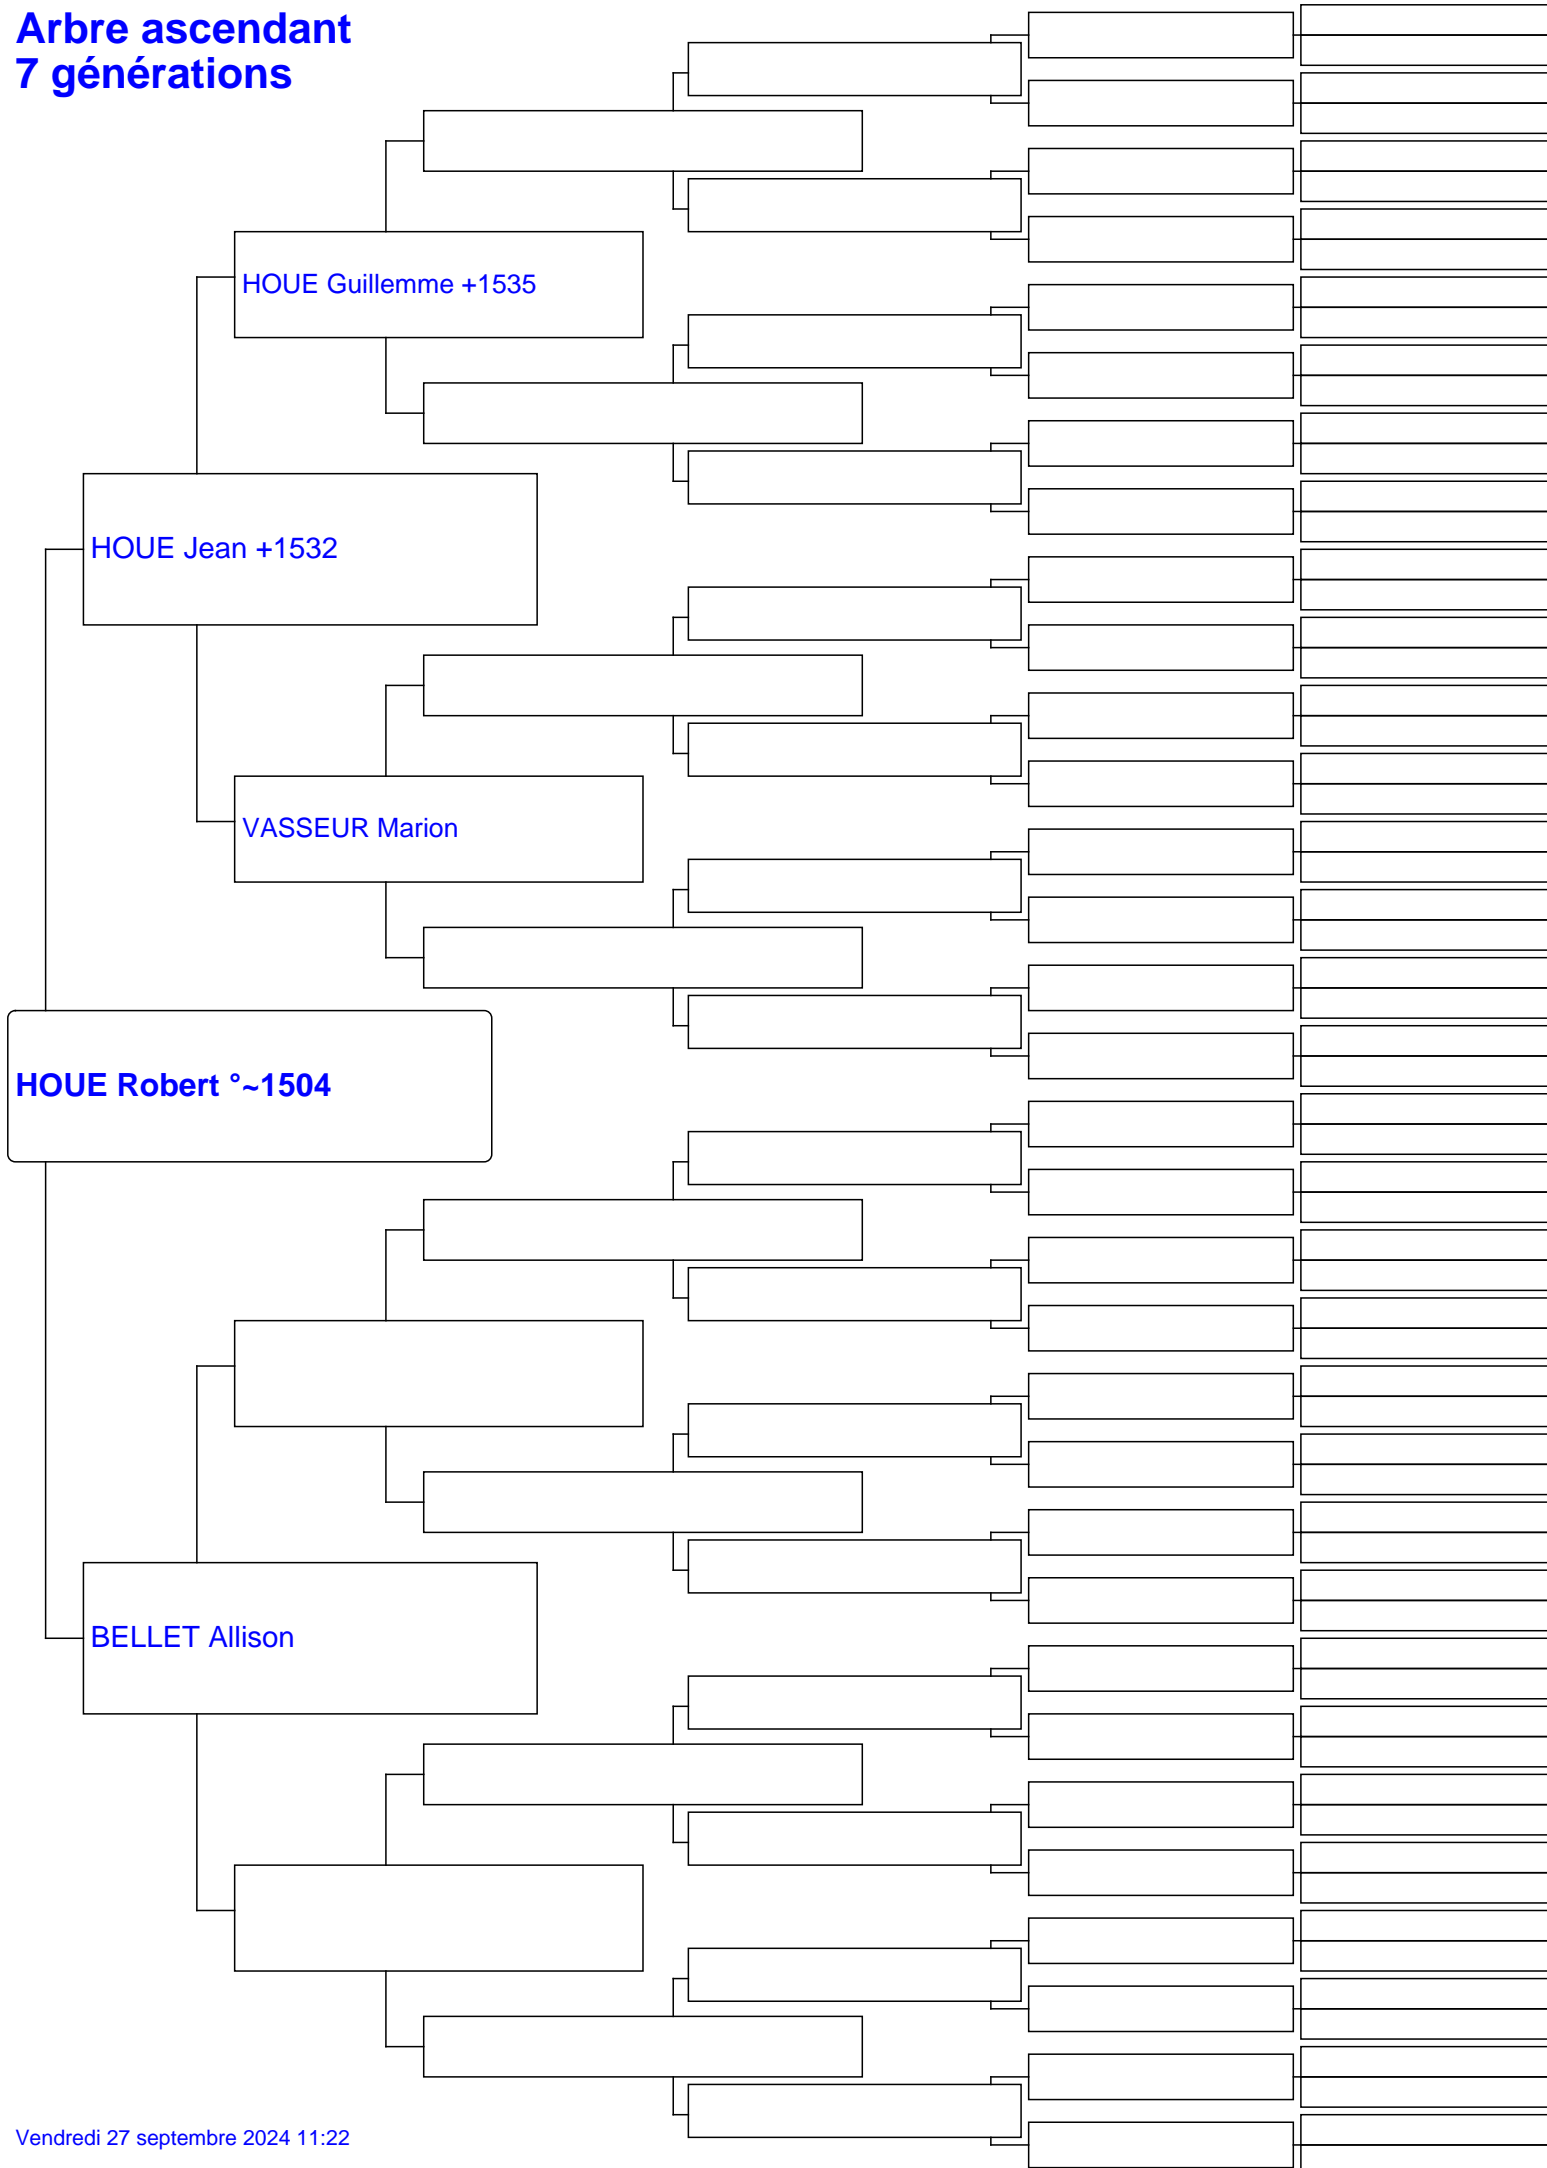 Arbre ascendant
7 générations
HOUE Guillemme +1535
HOUE Jean +1532
VASSEUR Marion
HOUE Robert °~1504
BELLET Allison
Vendredi 27 septembre 2024 11:22